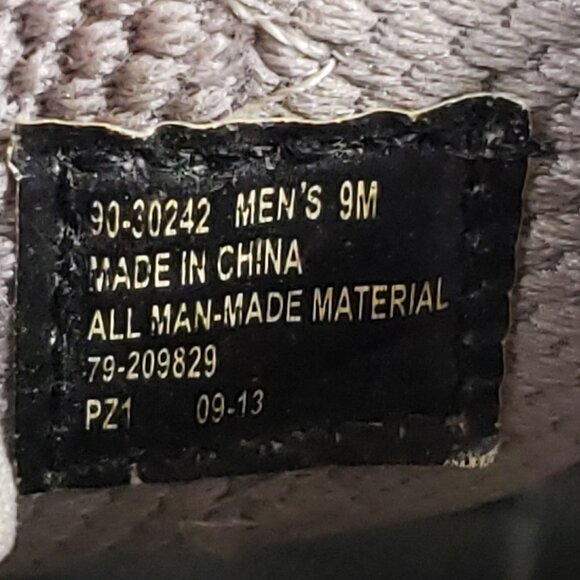 90-30242 MEN'S 9M
MADE IN CHINA
ALL MAN-MADE MATERIAL
79-209829
PZ1 09-13